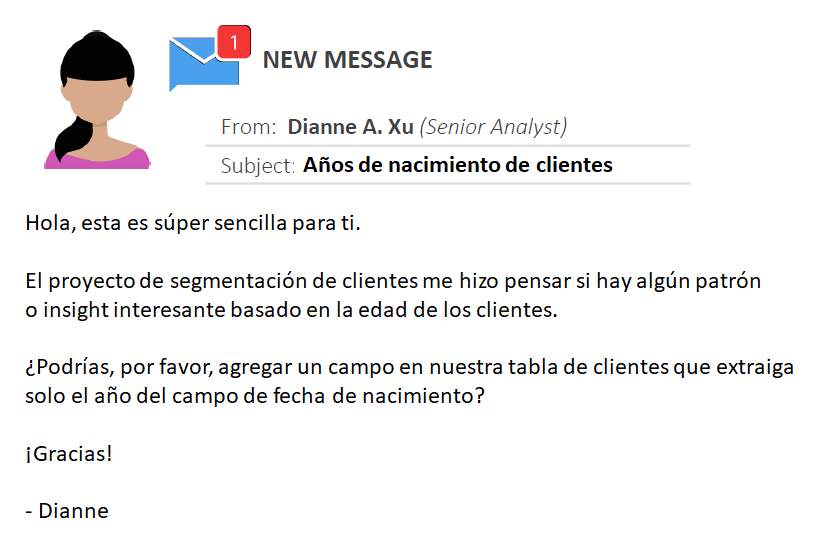 1
NEW MESSAGE
From: Dianne A. Xu (Senior Analyst)
Subject: Años de nacimiento de clientes
Hola, esta es súper sencilla para ti.
El proyecto de segmentación de clientes me hizo pensar si hay algún patrón
o insight interesante basado en la edad de los clientes.
¿Podrías, por favor, agregar un campo en nuestra tabla de clientes que extraiga
solo el año del campo de fecha de nacimiento?
¡Gracias!
- Dianne